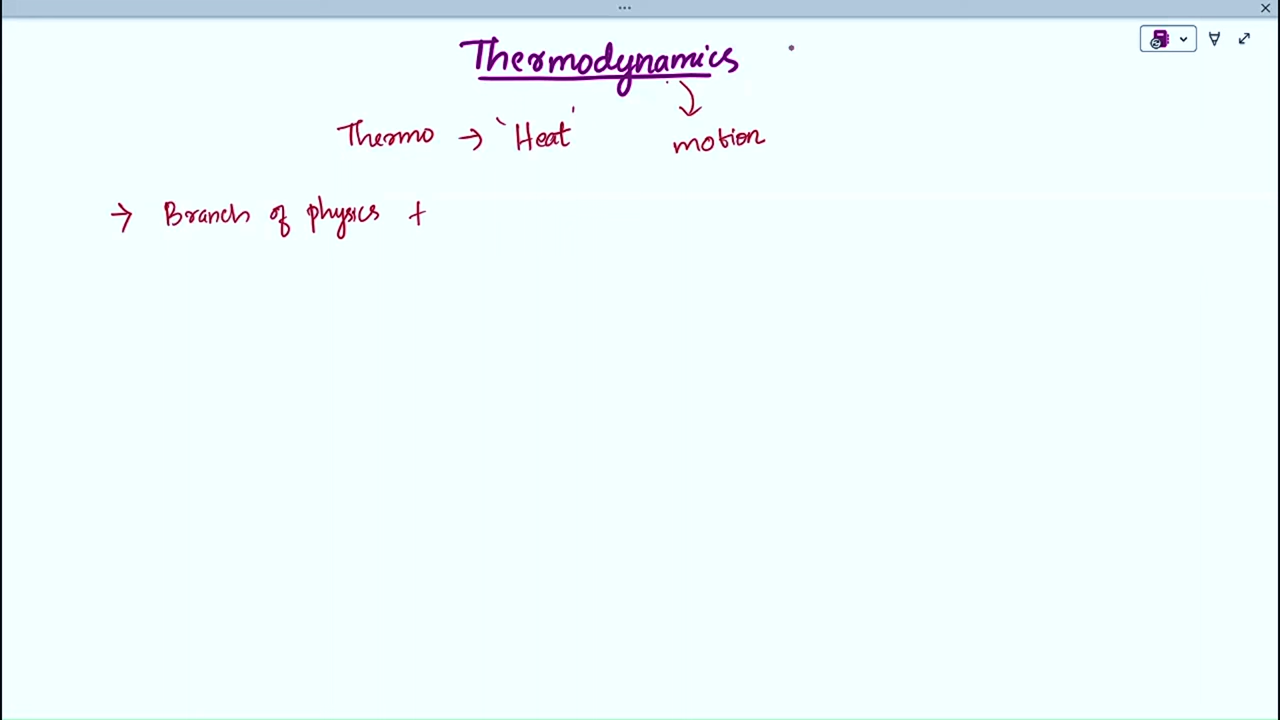 Thermodynamics
Thermo → 'Heat' motion
→ Branch of physics +